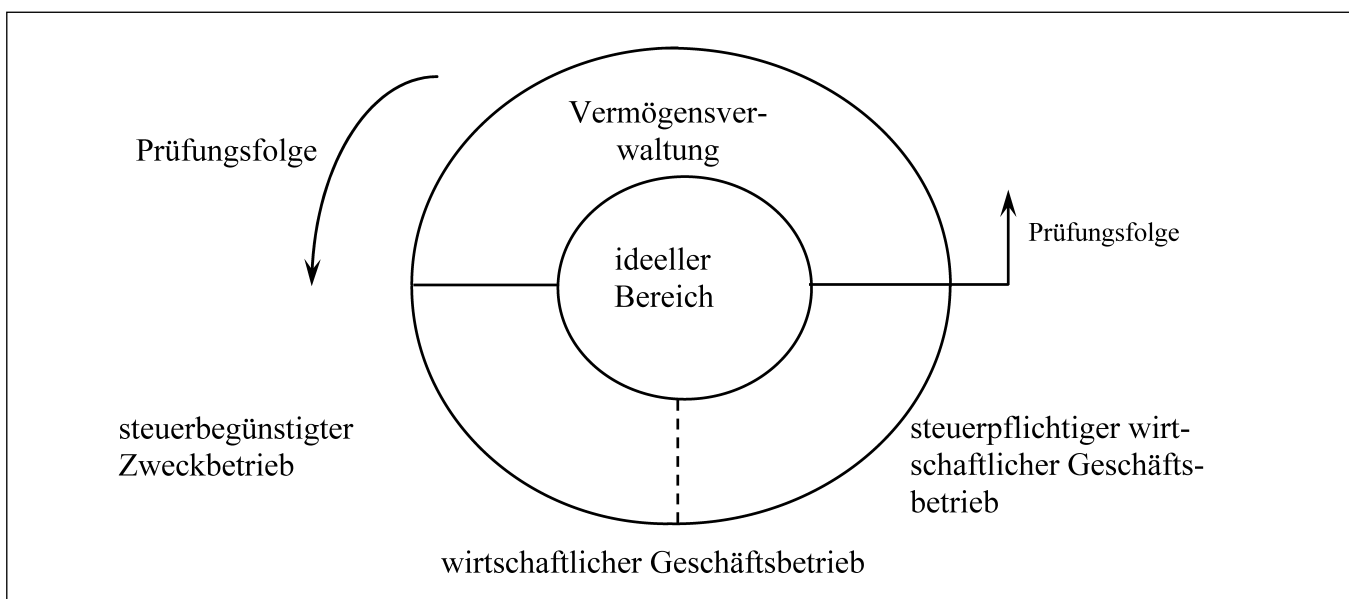 Vermögensver-
waltung
Prüfungsfolge
Prüfungsfolge
ideeller
Bereich
steuerbegünstigter
Zweckbetrieb
steuerpflichtiger wirt-
schaftlicher Geschäfts-
betrieb
wirtschaftlicher Geschäftsbetrieb